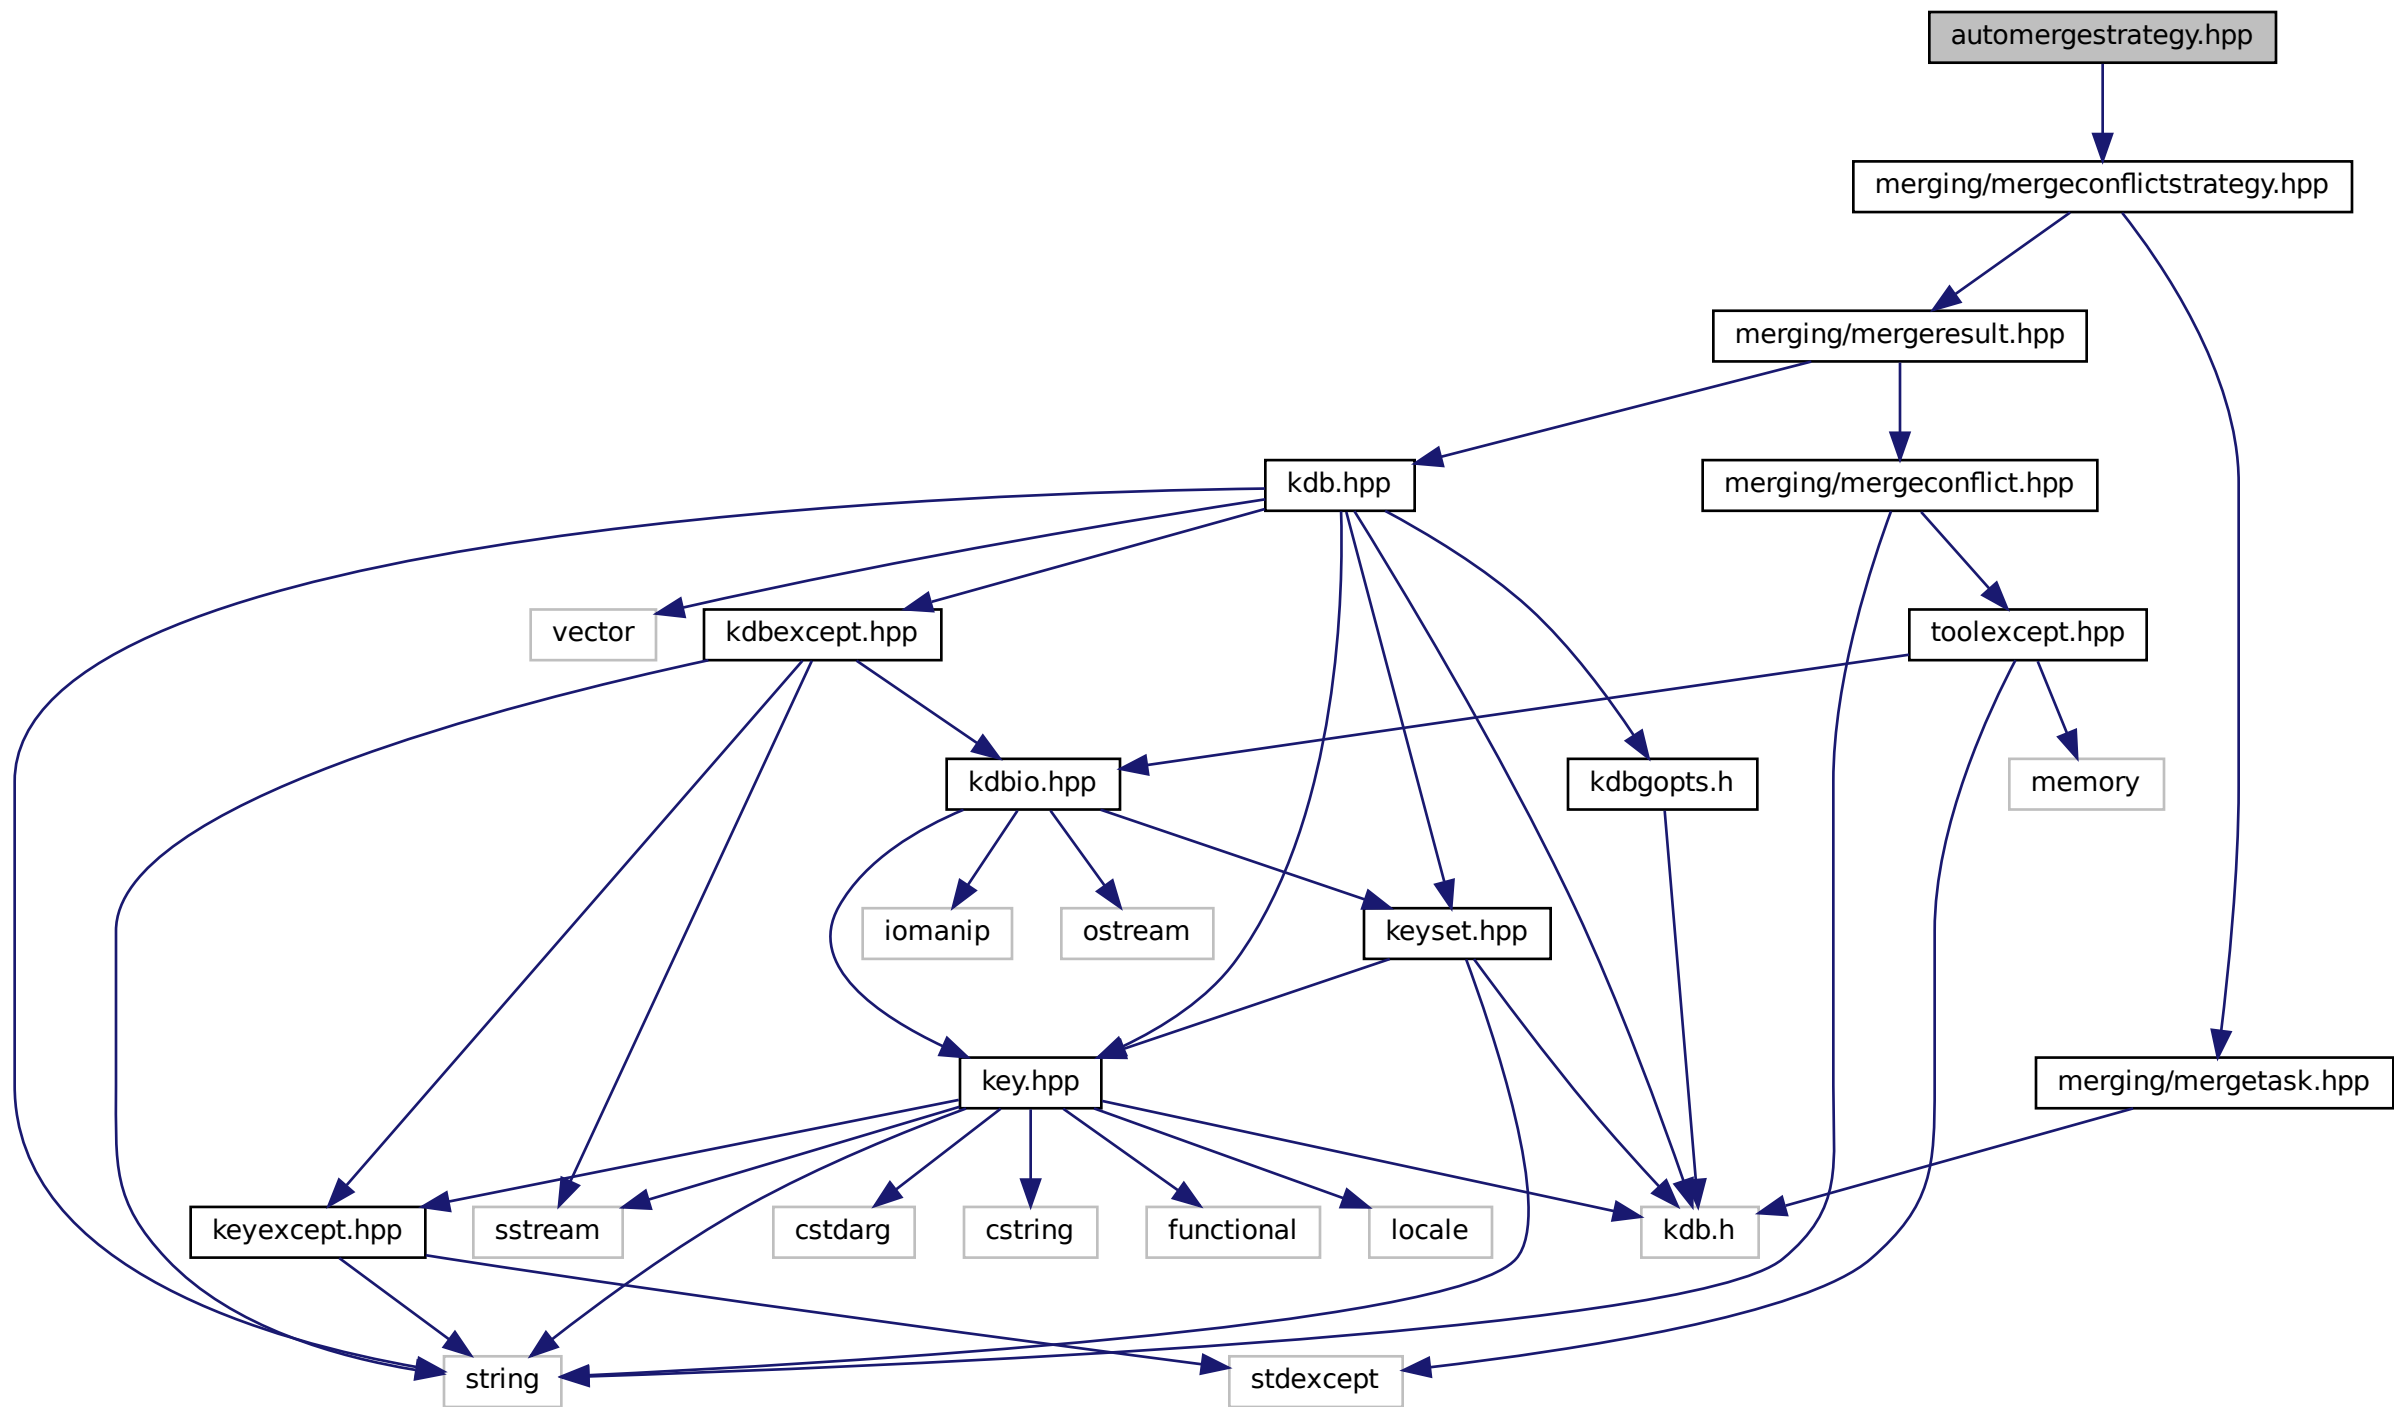 automergestrategy.hpp
merging/mergeconflictstrategy.hpp
merging/mergeresult.hpp
kdb.hpp
merging/mergeconflict.hpp
vector
kdbexcept.hpp
toolexcept.hpp
kdbio.hpp
kdbgopts.h
memory
iomanip
ostream
keyset.hpp
key.hpp
merging/mergetask.hpp
keyexcept.hpp
sstream
cstdarg
cstring
functional
locale
kdb.h
string
stdexcept